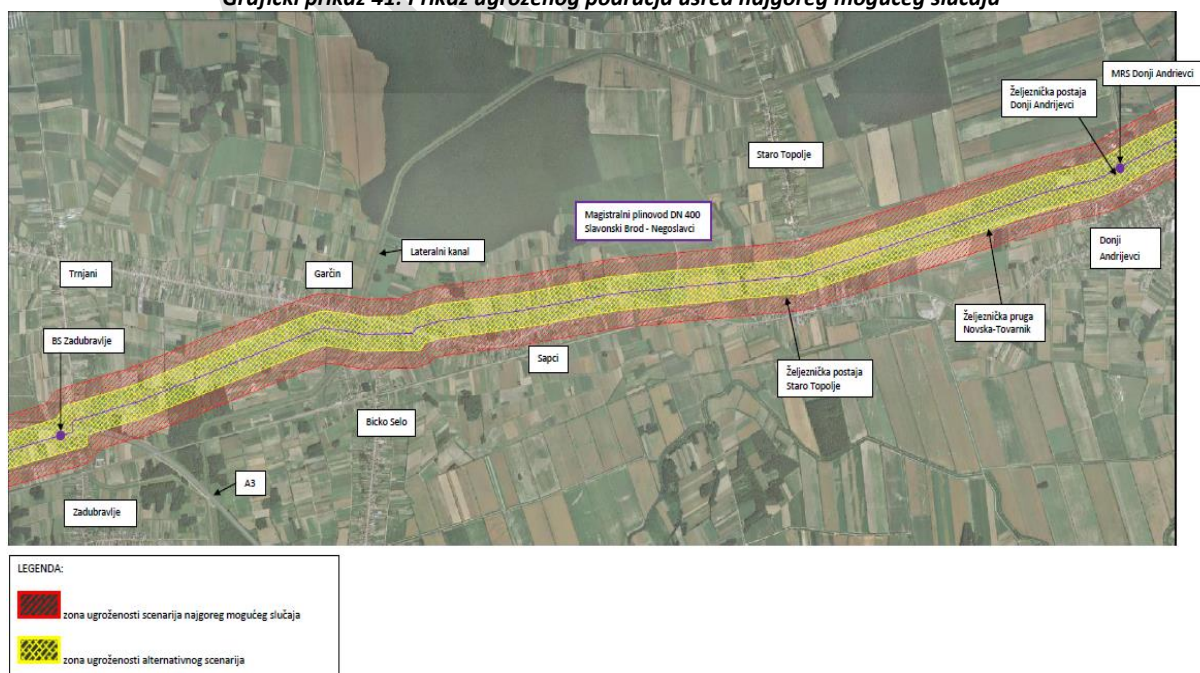 Grafički prikaz 41: Prikaz ugroženog područja usred najgoreg mogućeg slučaja
MRS Donji Andrievci
Željeznička postaja
Donji Andrijevci
Staro Topolje
Magistralni plinovod DN 400
Slavonski Brod - Negoslavci
Lateralni kanal
Trnjani
Garčin
Donji
Andrijevci
Željeznička pruga
Novska-Tovarnik
BS Zadubravlje
Sapci
Željeznička postaja
Staro Topolje
Bicko Selo
A3
Zadubravlje
LEGENDA:
zona ugroženosti scenarija najgoreg mogućeg slučaja
zona ugroženosti alternativnog scenarija